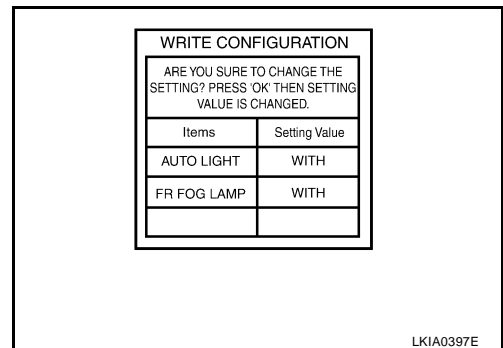 WRITE CONFIGURATION
ARE YOU SURE TO CHANGE THE
SETTING? PRESS 'OK' THEN SETTING
VALUE IS CHANGED.
Items Setting Value
AUTO LIGHT WITH
FR FOG LAMP WITH
LKIA0397E